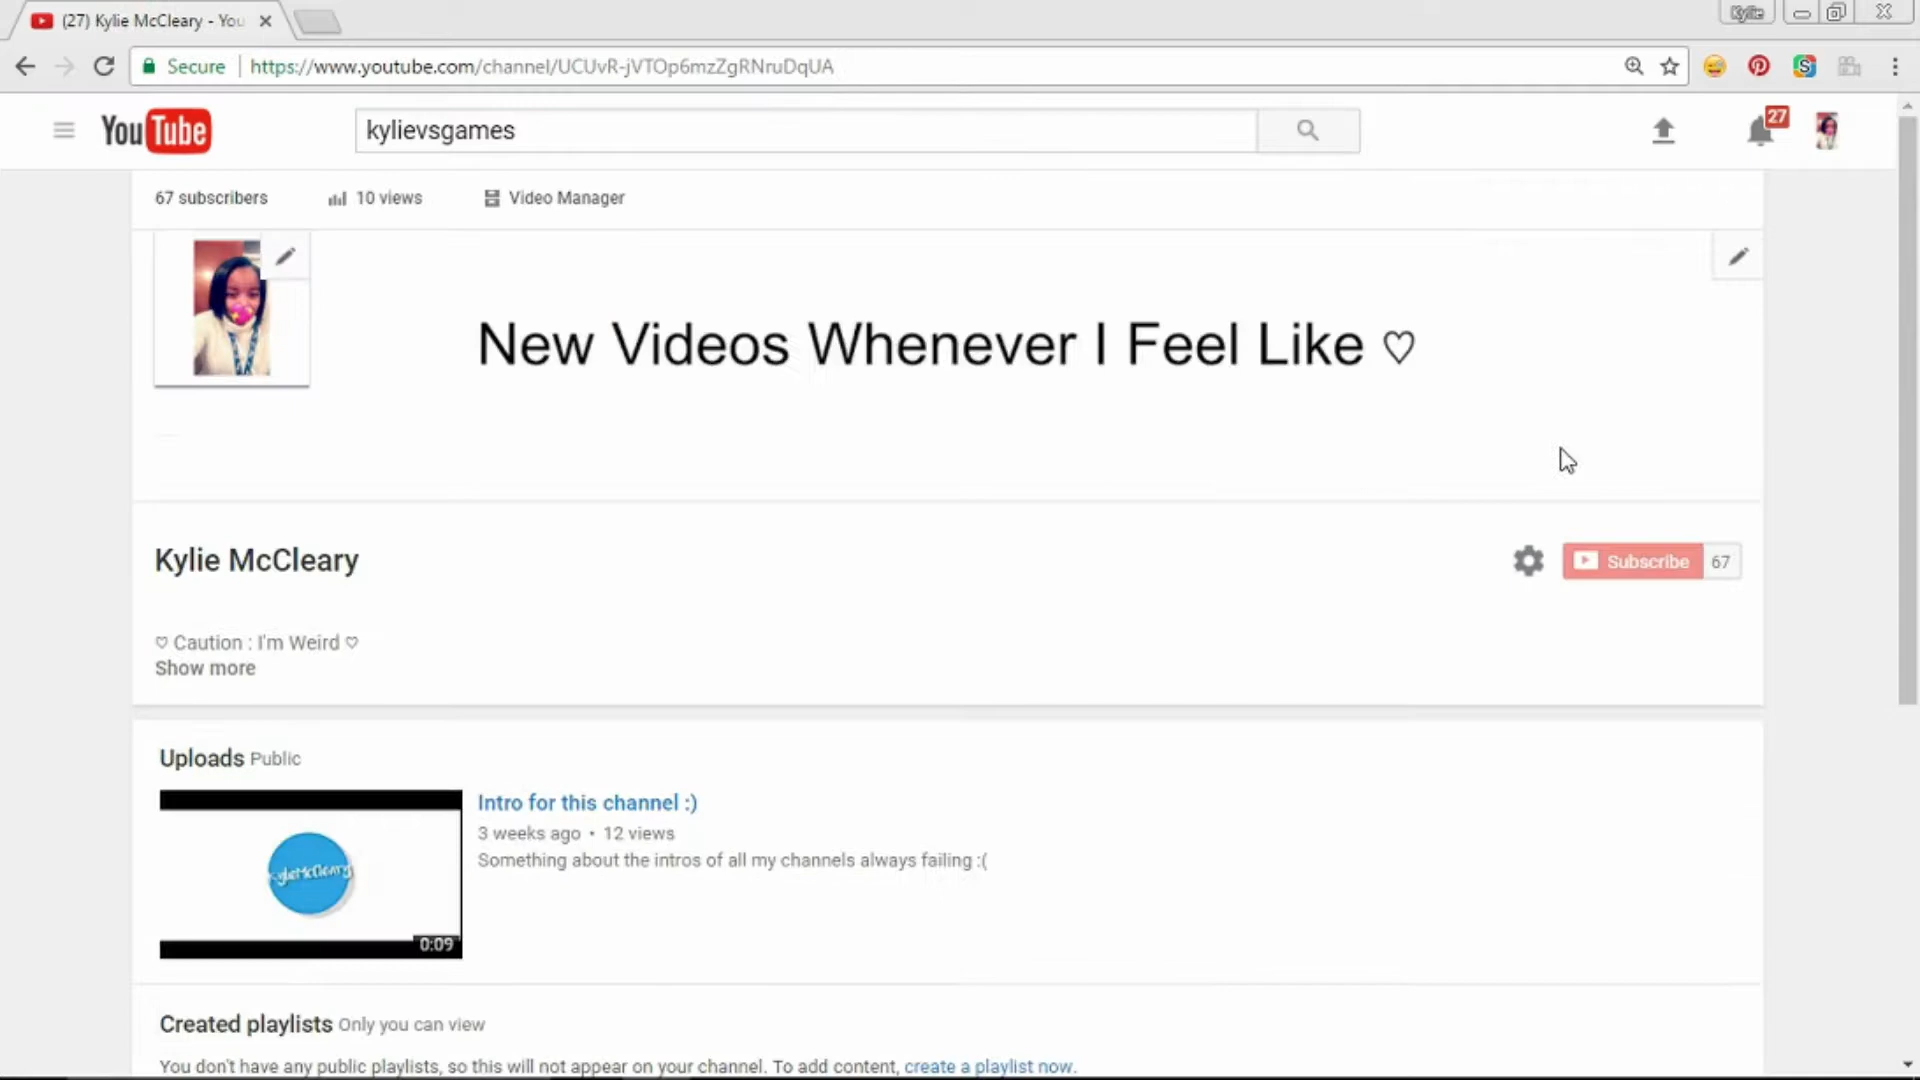 (27) Kylie McCleary - You
Kylie
Secure
https://www.youtube.com/channel/UCUvR-jVTOp6mzZgRNruDqUA
YouTube
kylievsgames
27
67 subscribers
10 views
Video Manager
New Videos Whenever I Feel Like ♡
Kylie McCleary
Subscribe 67
♡ Caution : I'm Weird ♡
Show more
Uploads Public
KylieMcCleary
0:09
Intro for this channel :)
3 weeks ago • 12 views
Something about the intros of all my channels always failing :(
Created playlists Only you can view
You don't have any public playlists, so this will not appear on your channel. To add content, create a playlist now.